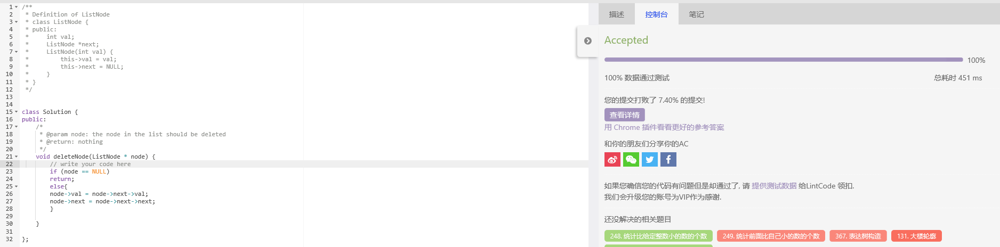 1 /**
2  * Definition of ListNode
3  * class ListNode {
4  * public:
5  *     int val;
6  *     ListNode *next;
7  *     ListNode(int val) {
8  *         this->val = val;
9  *         this->next = NULL;
10  *     }
11  * }
12  */
13
14
15 class Solution {
16 public:
17     /*
18      * @param node: the node in the list should be deleted
19      * @return: nothing
20      */
21     void deleteNode(ListNode * node) {
22         // write your code here
23         if (node == NULL)
24         return;
25         else{
26         node->val = node->next->val;
27         node->next = node->next->next;
28         }
29
30     }
31
32 };
描述 控制台 笔记
Accepted
100%
100% 数据通过测试 总耗时 451 ms
您的提交打败了 7.40% 的提交!
查看详情
用 Chrome 插件看看更好的参考答案
和你的朋友们分享你的AC
如果您确信您的代码有问题但是却通过了, 请 提供测试数据 给LintCode 领扣.
我们会升级您的账号为VIP作为感谢.
还没解决的相关题目
248. 统计比给定整数小的数的个数 249. 统计前面比自己小的数的个数 367. 表达树构造 131. 大楼轮廓